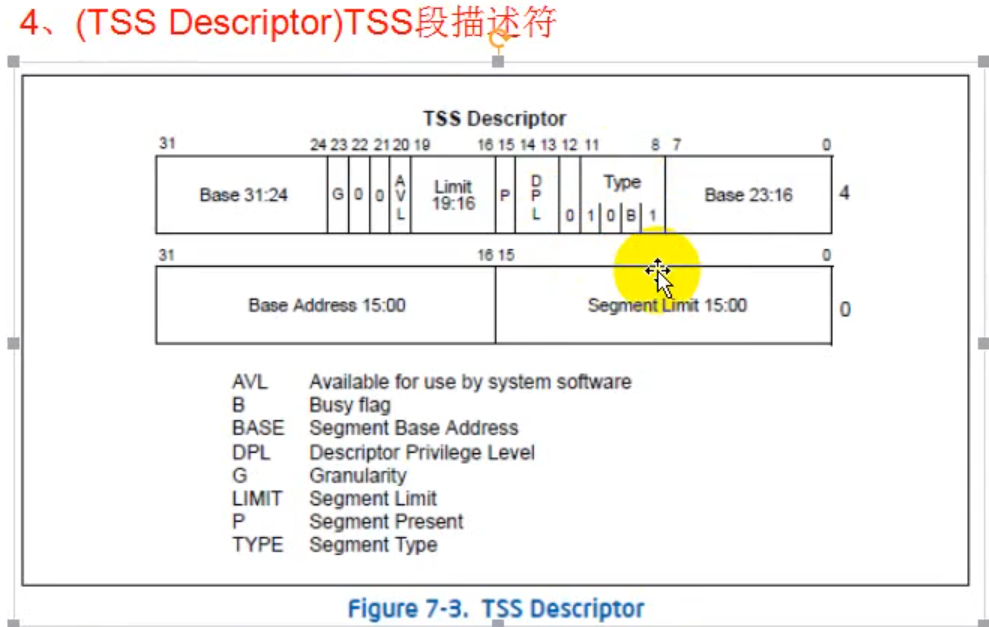 4、(TSS Descriptor)TSS段描述符
TSS Descriptor
31 24 23 22 21 20 19 16 15 14 13 12 11 8 7 0
Base 31:24 G 0 0 AVL Limit 19:16 P DPL 0 Type 1 0 B 1 Base 23:16 4
31 16 15 0
Base Address 15:00 Segment Limit 15:00 0
AVL Available for use by system software
B Busy flag
BASE Segment Base Address
DPL Descriptor Privilege Level
G Granularity
LIMIT Segment Limit
P Segment Present
TYPE Segment Type
Figure 7-3. TSS Descriptor